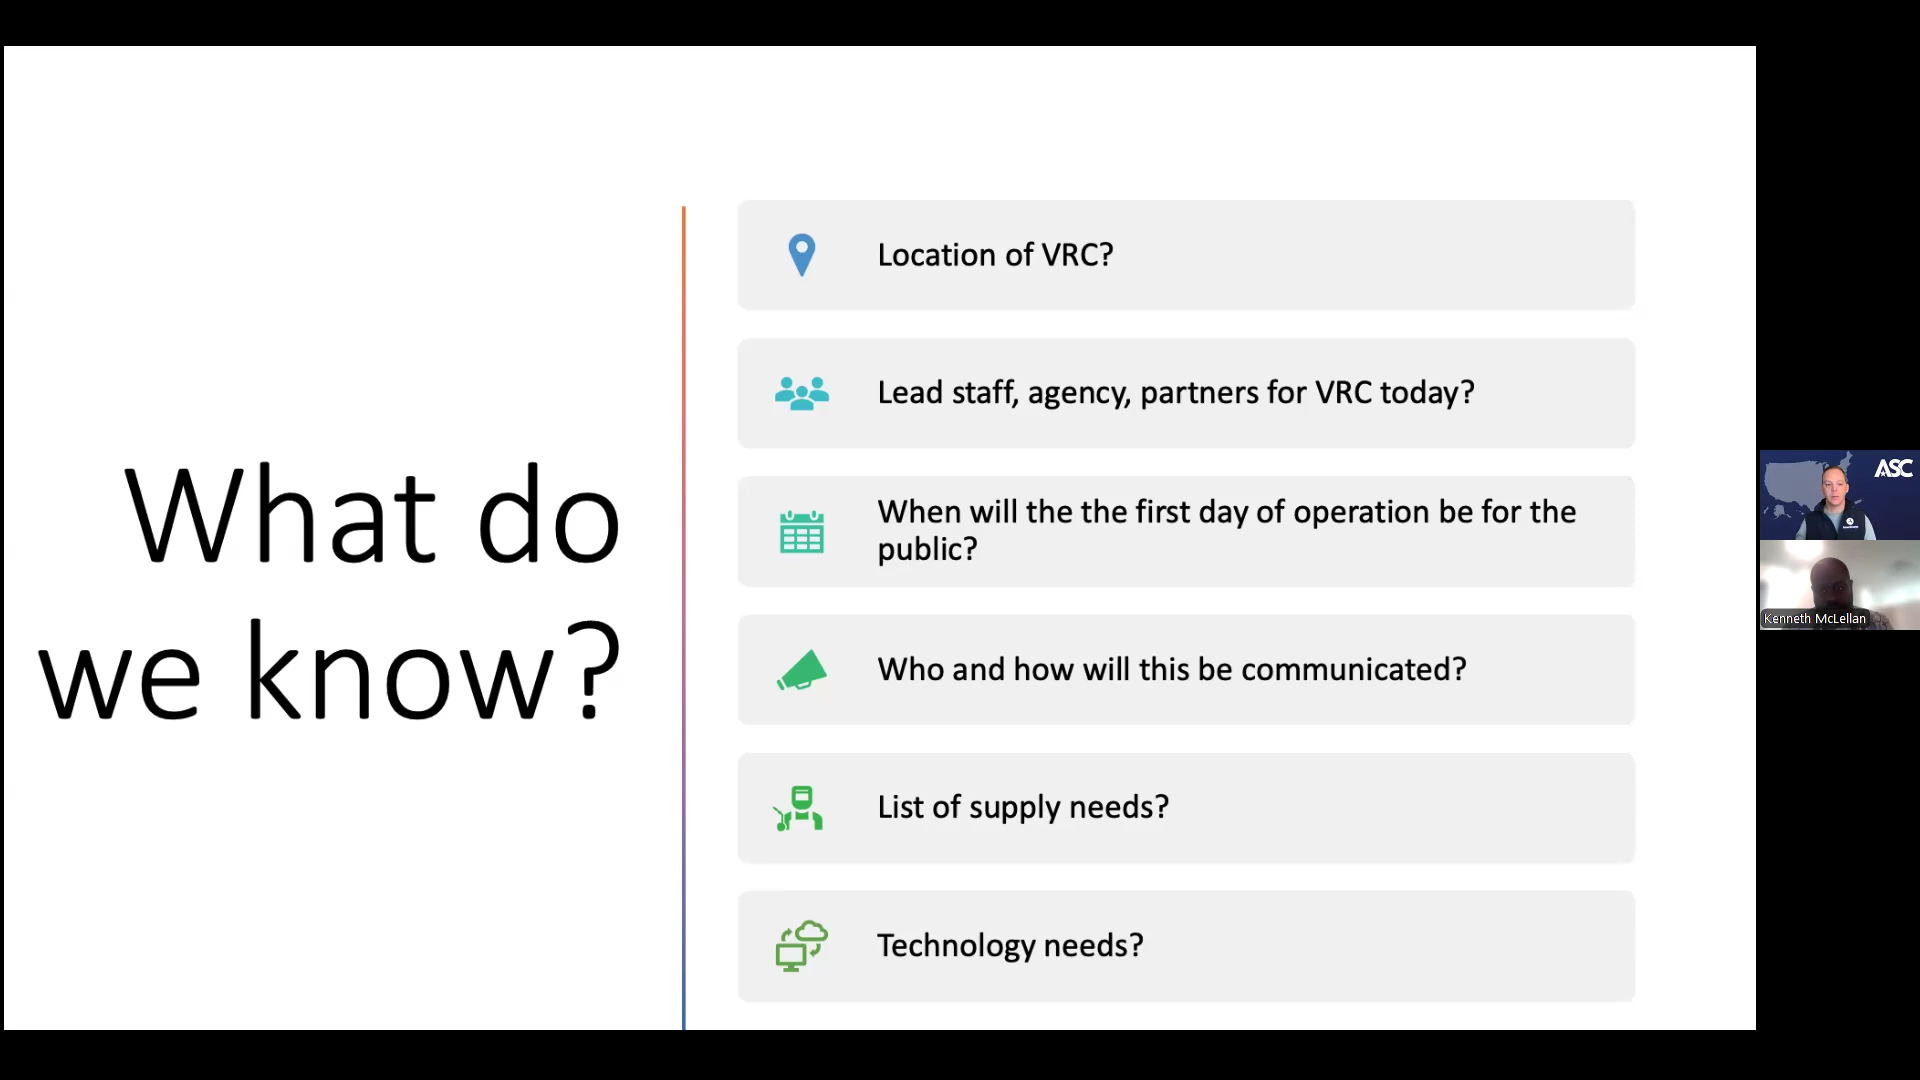 What do
we know?
Location of VRC?
Lead staff, agency, partners for VRC today?
When will the the first day of operation be for the
public?
Who and how will this be communicated?
List of supply needs?
Technology needs?
ASC
Kenneth McLellan